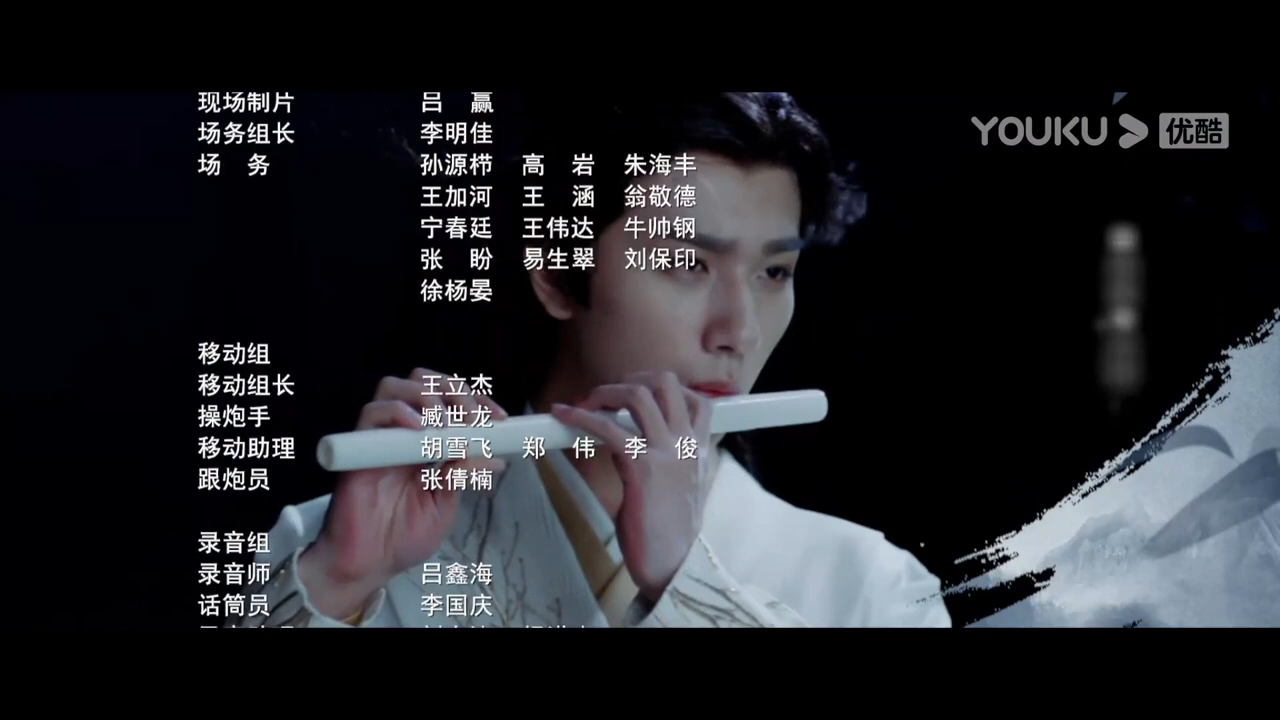 YOUKU 优酷
现场制片 吕 赢
场务组长 李明佳
场 务 孙源栉 高 岩 朱海丰
王加河 王 涵 翁敬德
宁春廷 王伟达 牛帅钢
张 盼 易生翠 刘保印
徐杨晏
移动组
移动组长 王立杰
操炮手 臧世龙
移动助理 胡雪飞 郑 伟 李 俊
跟炮员 张倩楠
录音组
录音师 吕鑫海
话筒员 李国庆